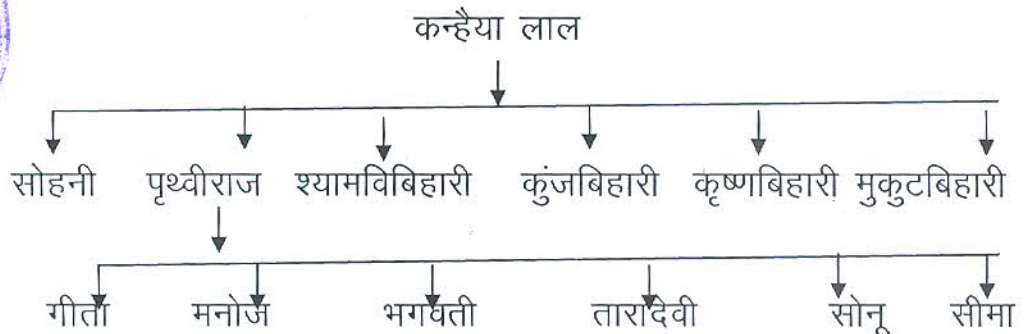 कन्हैया लाल
सोहनी पृथ्वीराज श्यामविबिहारी कुंजबिहारी कृष्णबिहारी मुकुटबिहारी
गीता मनोज भगवती तारादेवी सोनू सीमा